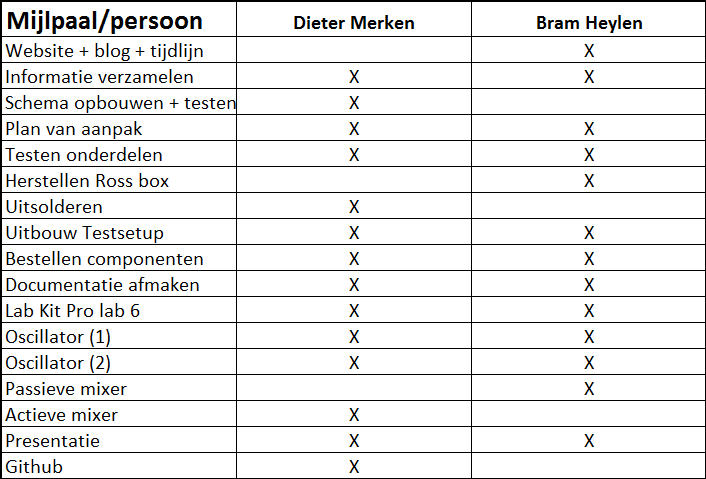 Mijlpaal/persoon Dieter Merken Bram Heylen
Website + blog + tijdlijn X
Informatie verzamelen X X
Schema opbouwen + testen X
Plan van aanpak X X
Testen onderdelen X X
Herstellen Ross box X
Uitsolderen X
Uitbouw Testsetup X X
Bestellen componenten X X
Documentatie afmaken X X
Lab Kit Pro lab 6 X X
Oscillator (1) X X
Oscillator (2) X X
Passieve mixer X
Actieve mixer X
Presentatie X X
Github X